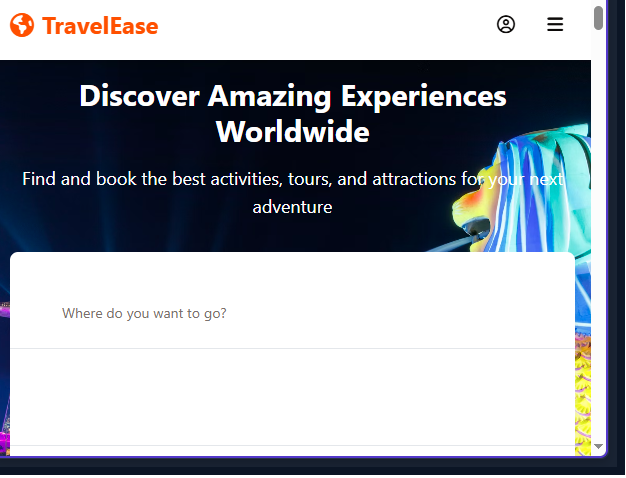 TravelEase
Discover Amazing Experiences
Worldwide
Find and book the best activities, tours, and attractions for your next
adventure
Where do you want to go?